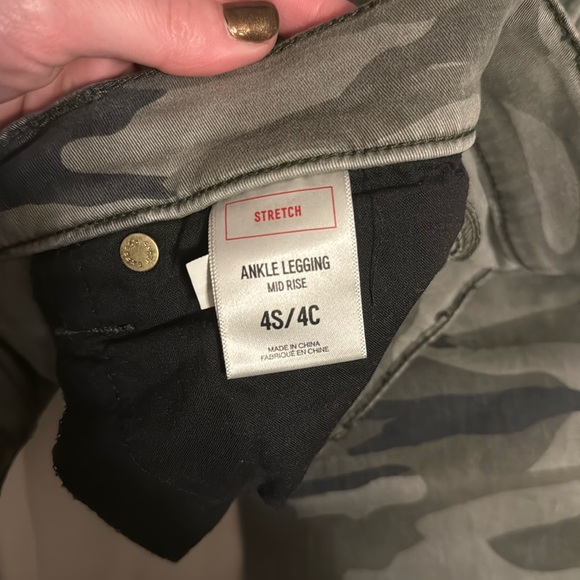 STRETCH
ANKLE LEGGING
MID RISE
4S/4C
MADE IN CHINA
FABRIQUÉ EN CHINE